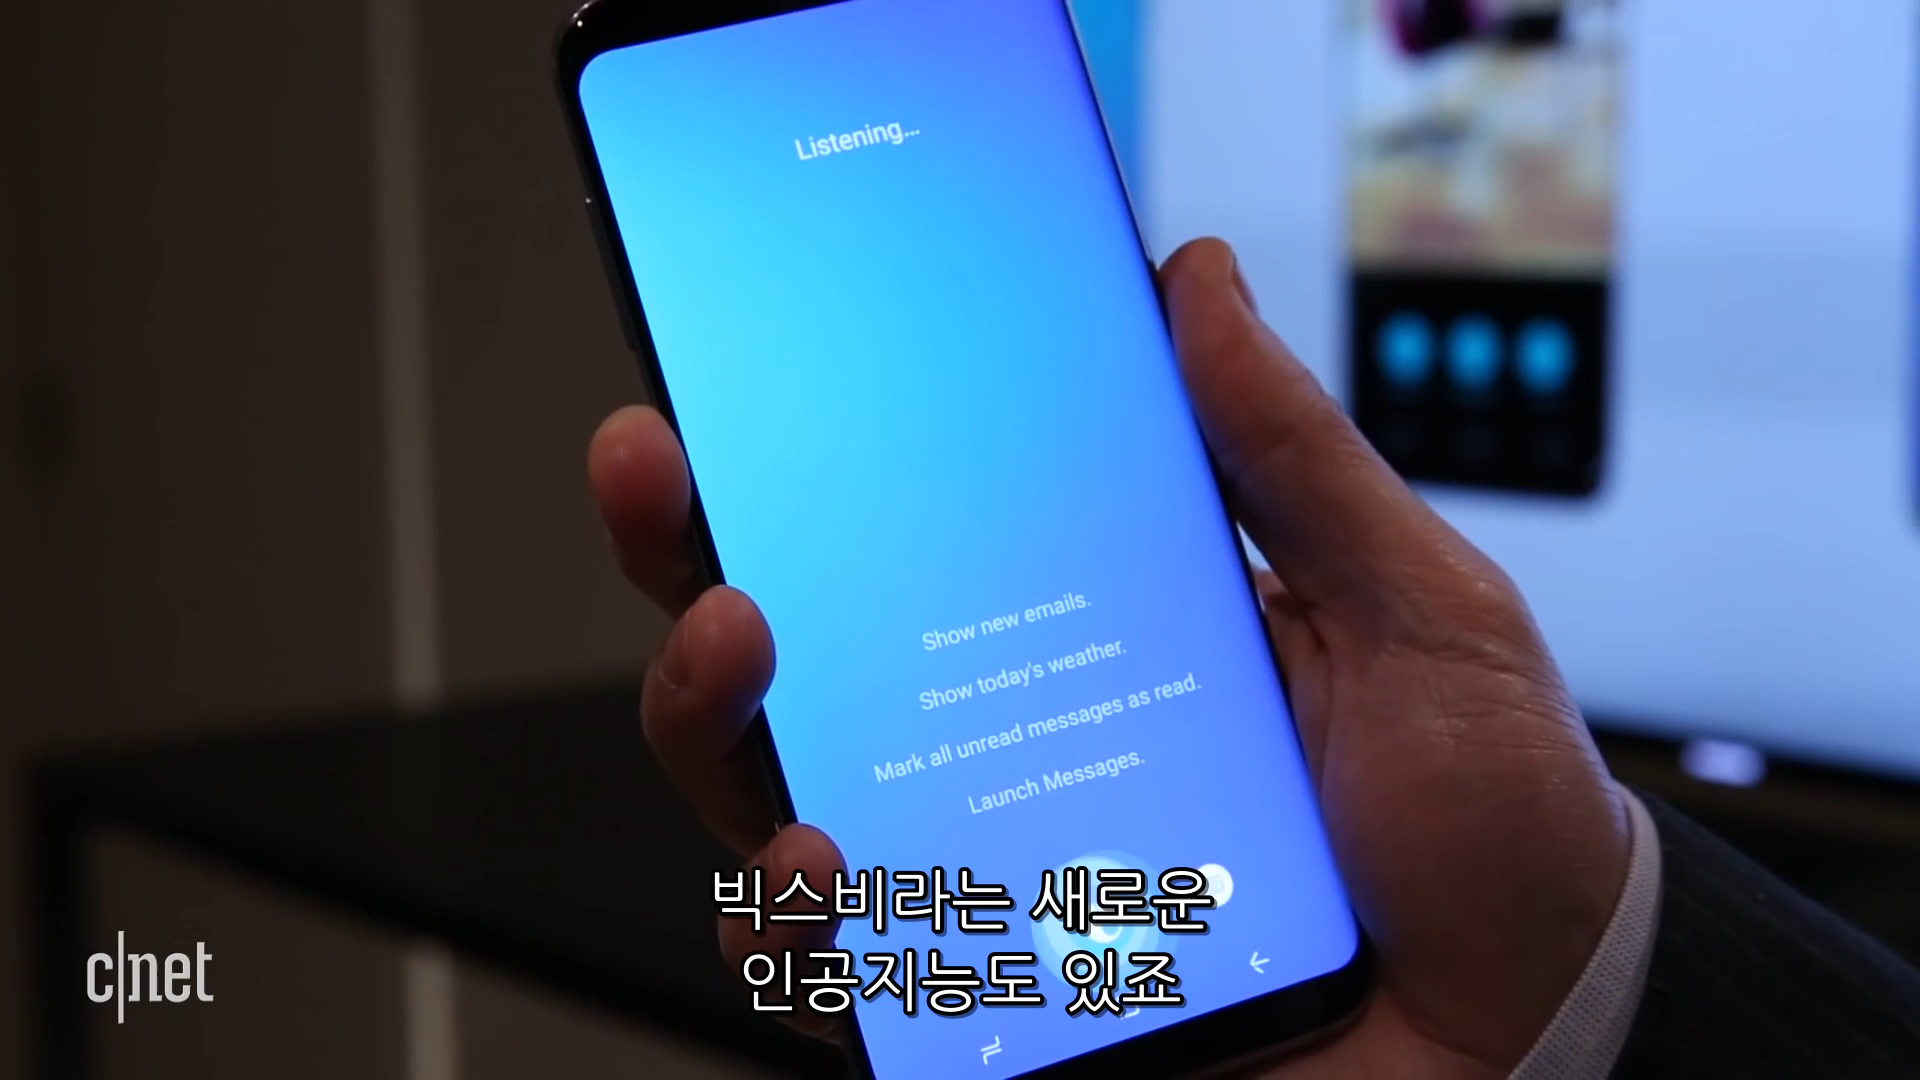 Listening...
Show new emails.
Show today's weather.
Mark all unread messages as read.
Launch Messages.
빅스비라는 새로운
인공지능도 있죠
c|net